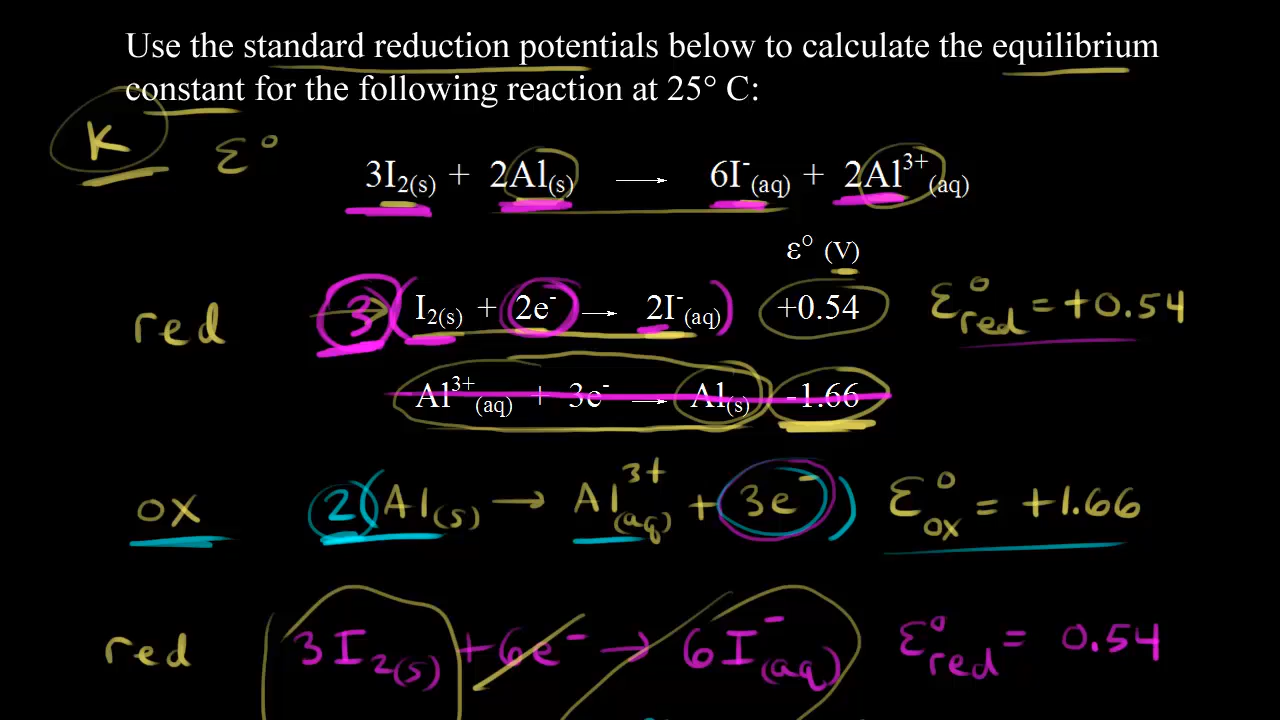 Use the standard reduction potentials below to calculate the equilibrium
constant for the following reaction at 25° C:
K ε°
3I₂(s) + 2Al(s) → 6I⁻(aq) + 2Al³⁺(aq)
ε° (V)
red 3(I₂(s) + 2e⁻ → 2I⁻(aq)) +0.54 ε°red = +0.54
Al³⁺(aq) + 3e⁻ → Al(s) -1.66
ox 2(Al(s) → Al³⁺(aq) + 3e⁻) ε°ox = +1.66
red 3I₂(s) + 6e⁻ → 6I⁻(aq) ε°red = 0.54